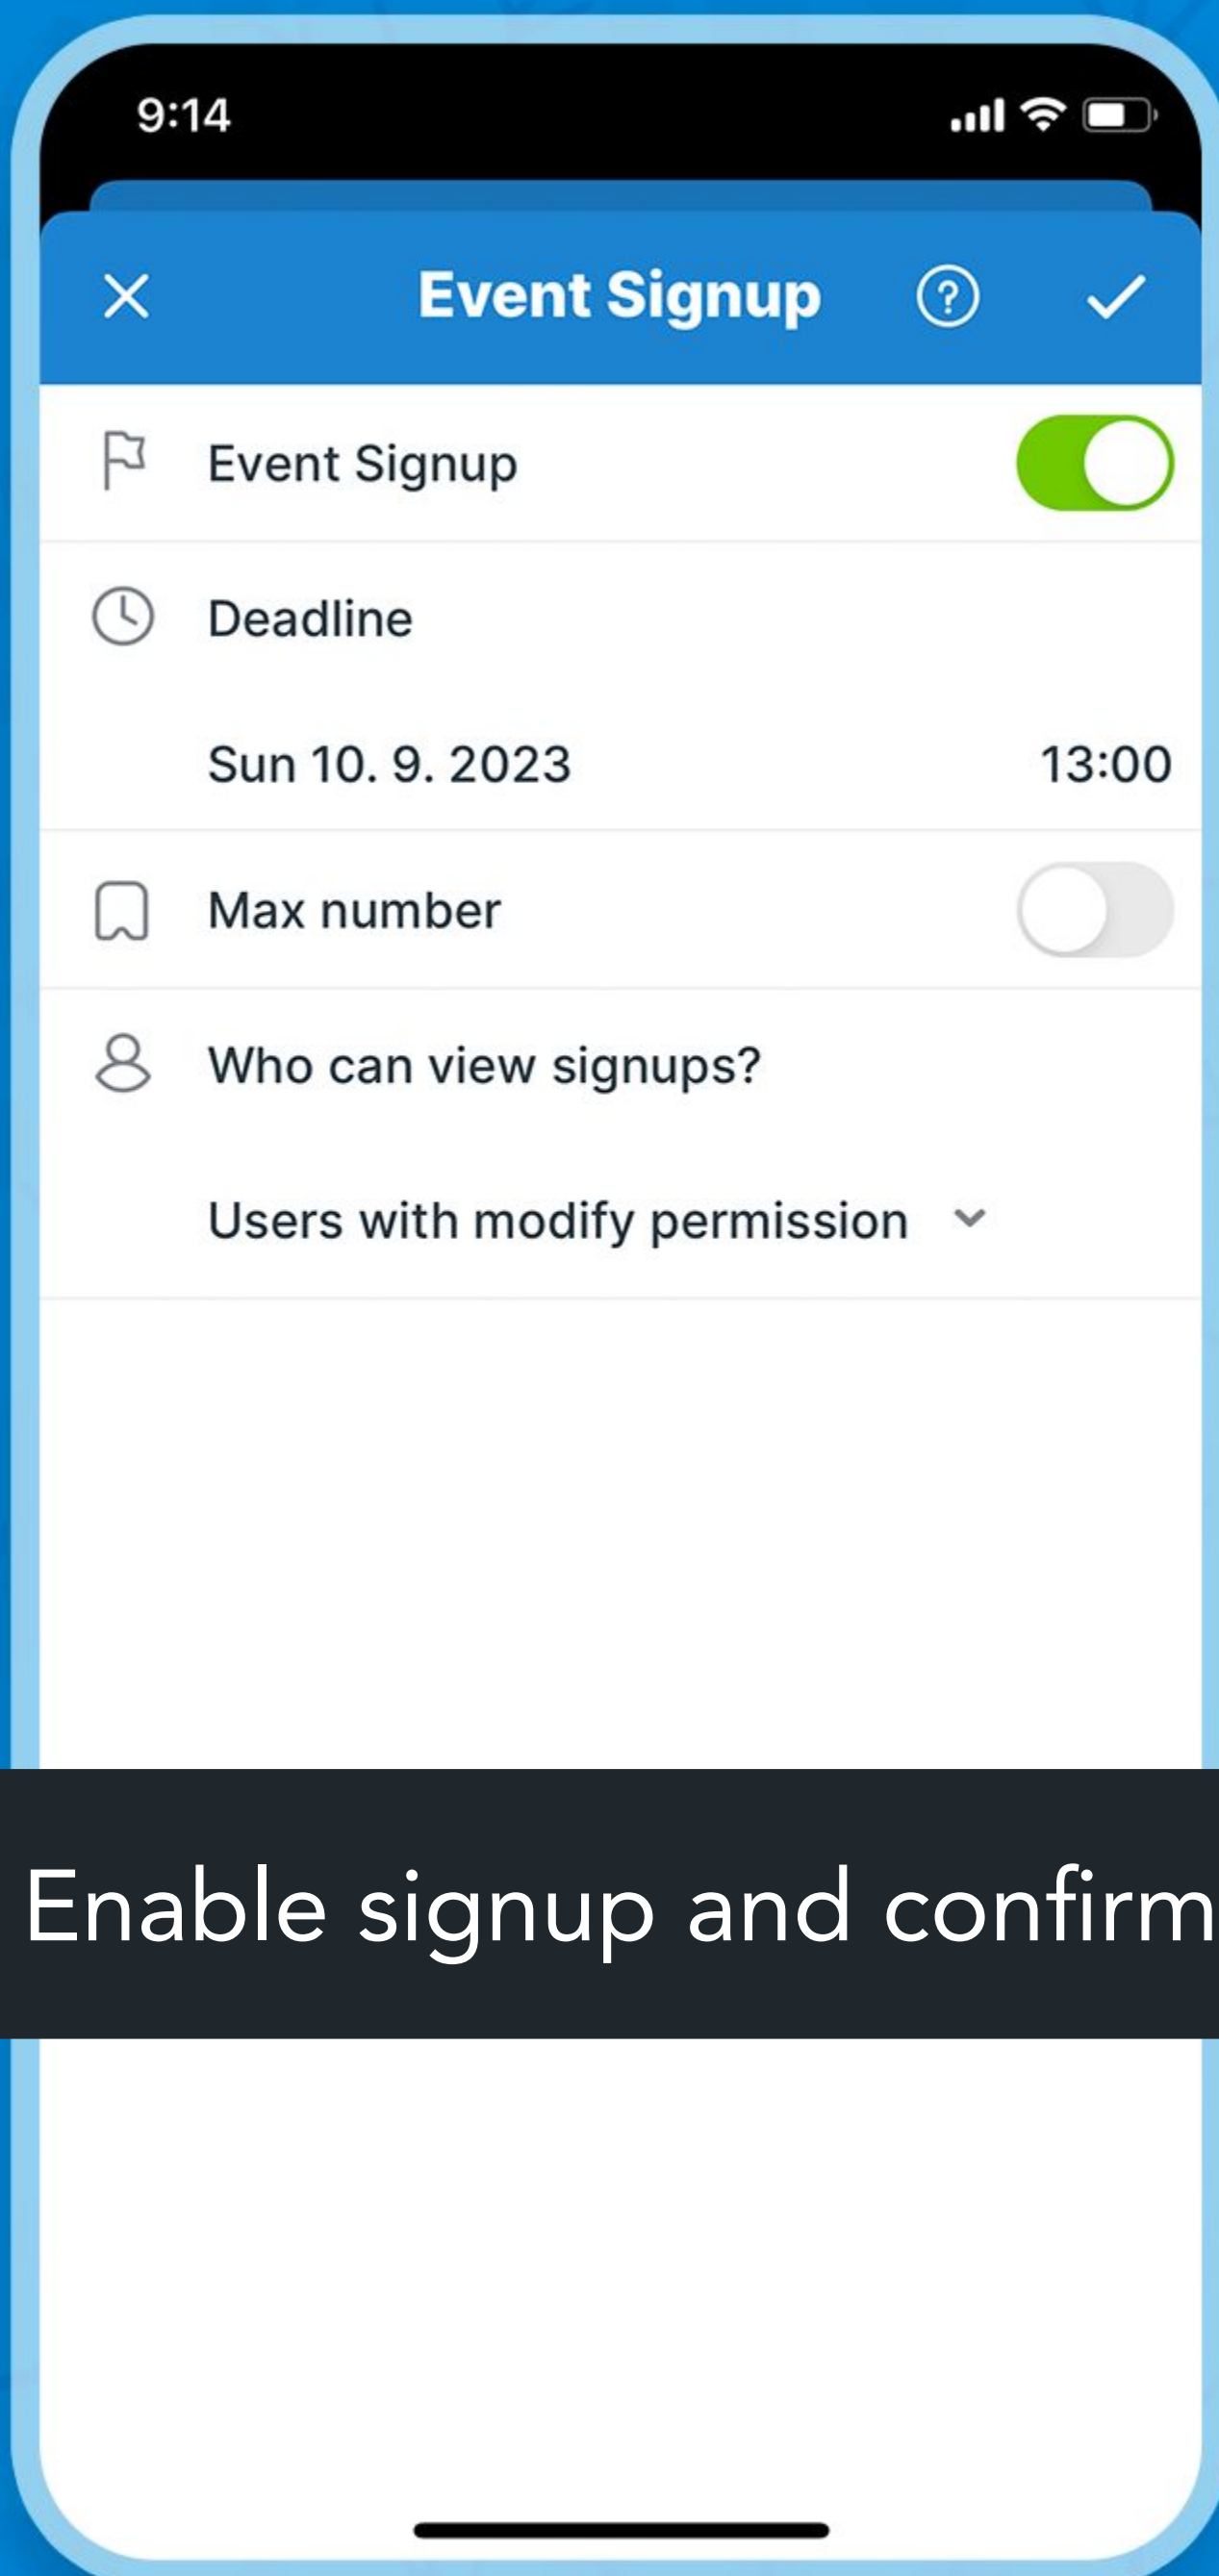 9:14
Event Signup
Event Signup
Deadline
Sun 10. 9. 2023 13:00
Max number
Who can view signups?
Users with modify permission
Enable signup and confirm